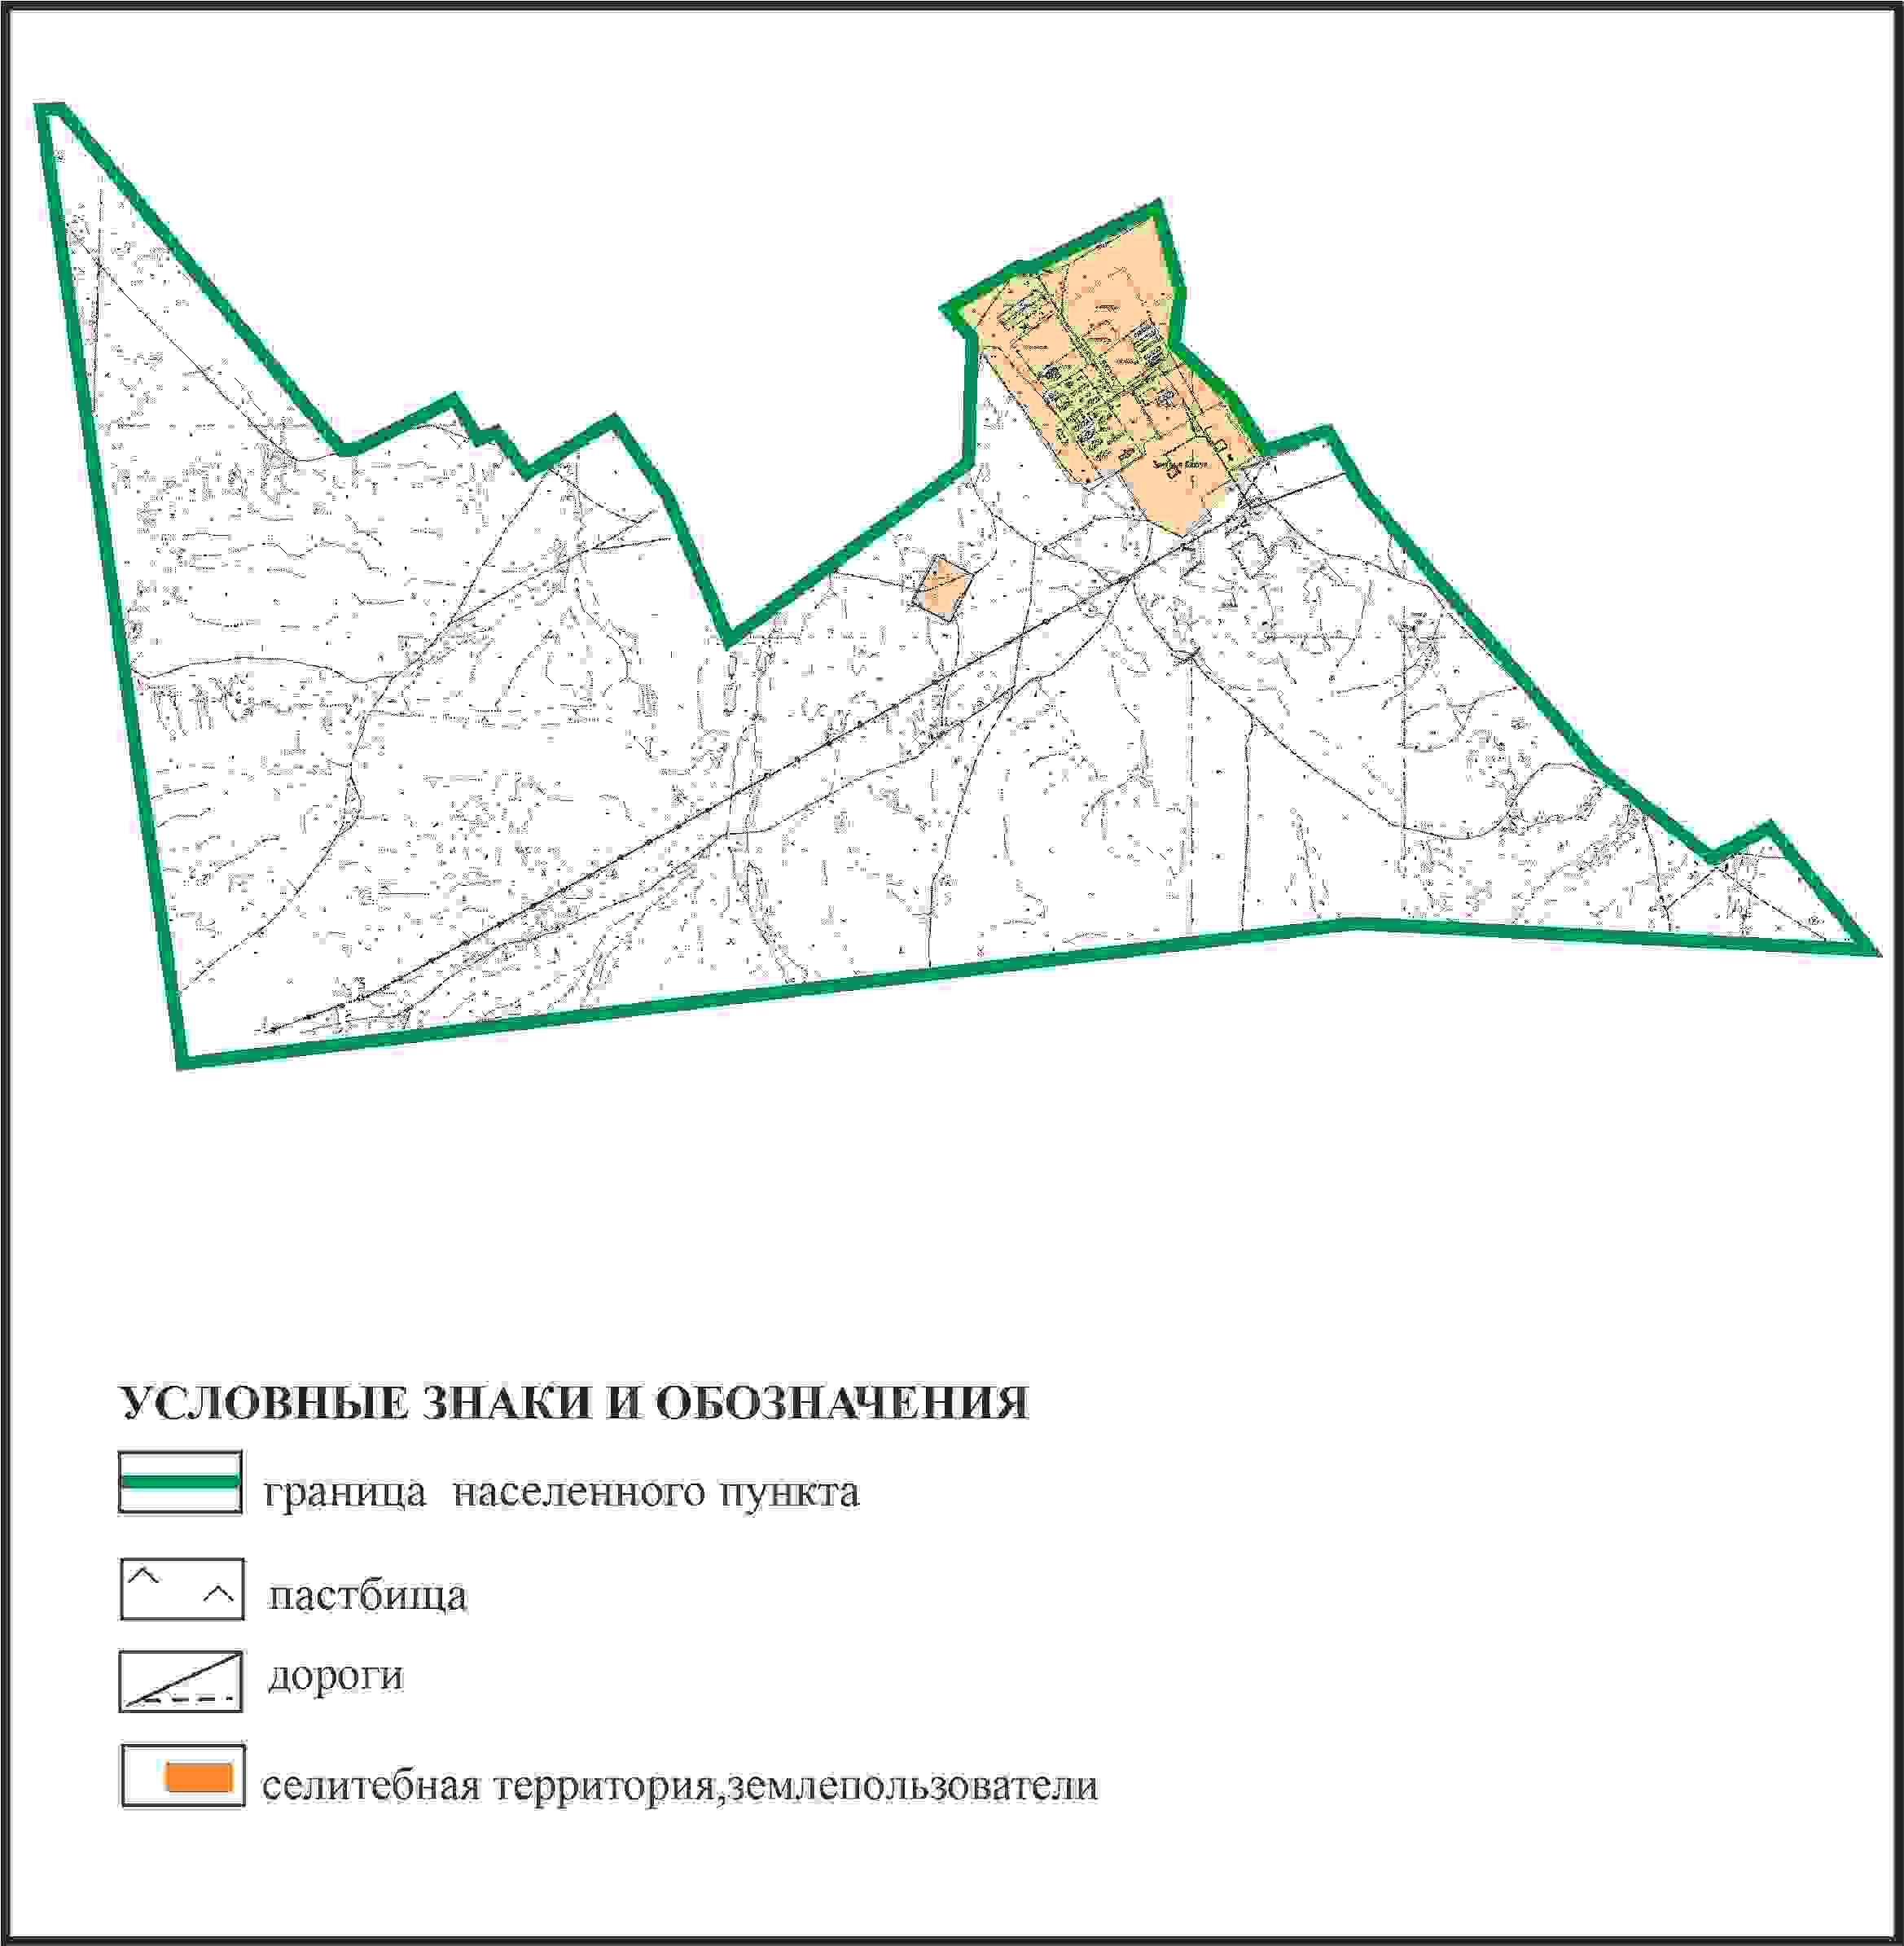 УСЛОВНЫЕ ЗНАКИ И ОБОЗНАЧЕНИЯ
граница населенного пункта
пастбища
дороги
селитебная территория,землепользователи